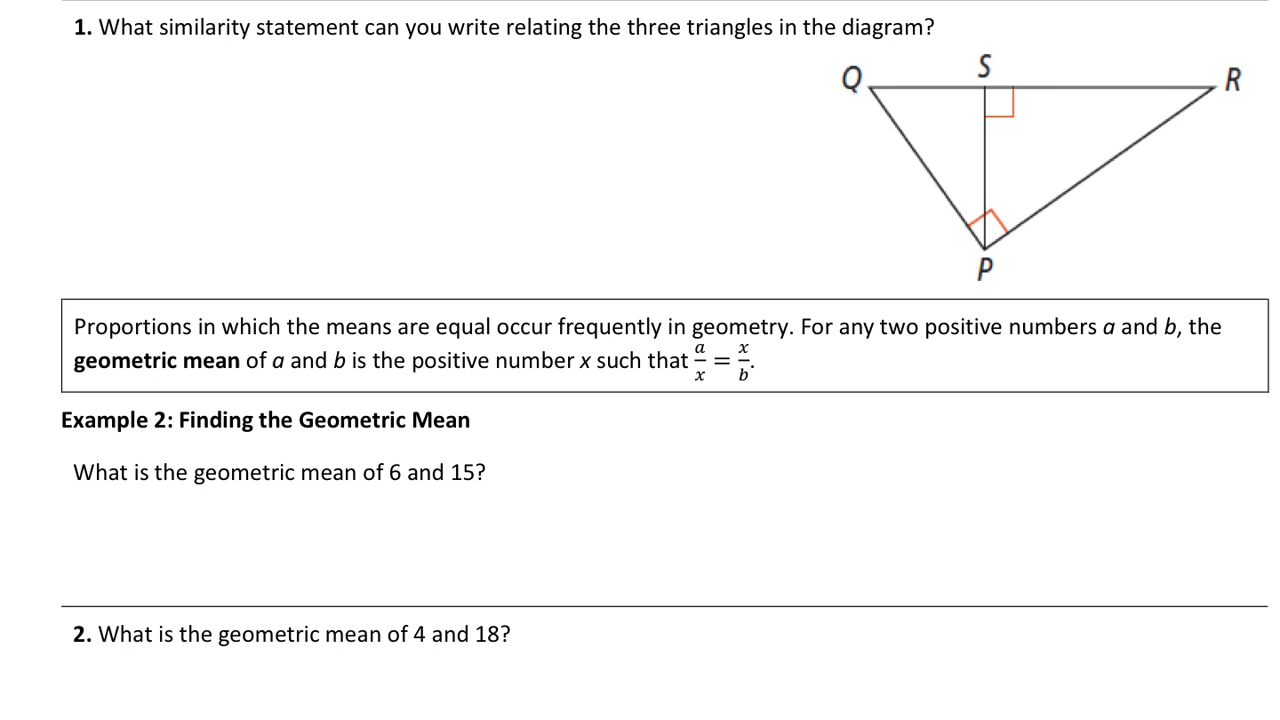 1. What similarity statement can you write relating the three triangles in the diagram?
Q
S
R
P
Proportions in which the means are equal occur frequently in geometry. For any two positive numbers a and b, the
geometric mean of a and b is the positive number x such that a/x = x/b.
Example 2: Finding the Geometric Mean
What is the geometric mean of 6 and 15?
2. What is the geometric mean of 4 and 18?